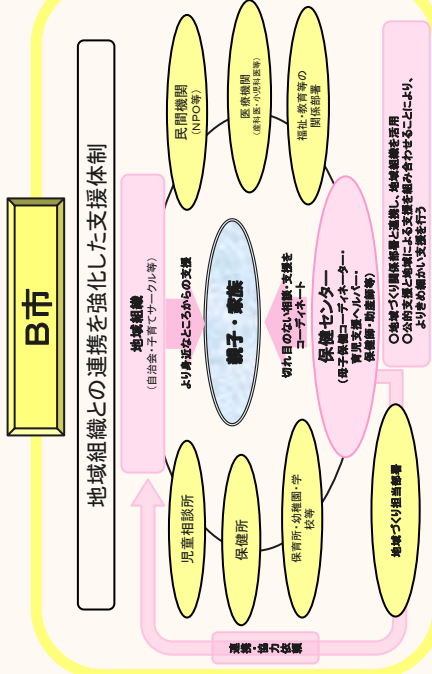 B市
地域組織との連携を強化した支援体制
地域組織
(自治会・子育てサークル等)
より身近なところからの支援
児童相談所
民間機関
(NPO等)
保健所
親子・家族
医療機関
(産科医・小児科医等)
保育所・幼稚園・学
校等
切れ目のない相談・支援を
コーディネート
福祉・教育等の
関係部署
保健センター
(母子保健コーディネーター・
育児支援ヘルパー・
保健師・助産師等)
連携・協力依頼
地域づくり担当部署
○地域づくり関係部署と連携し、地域組織を活用
○公的支援と地域による支援を組み合わせることにより、
よりきめ細かい支援を行う